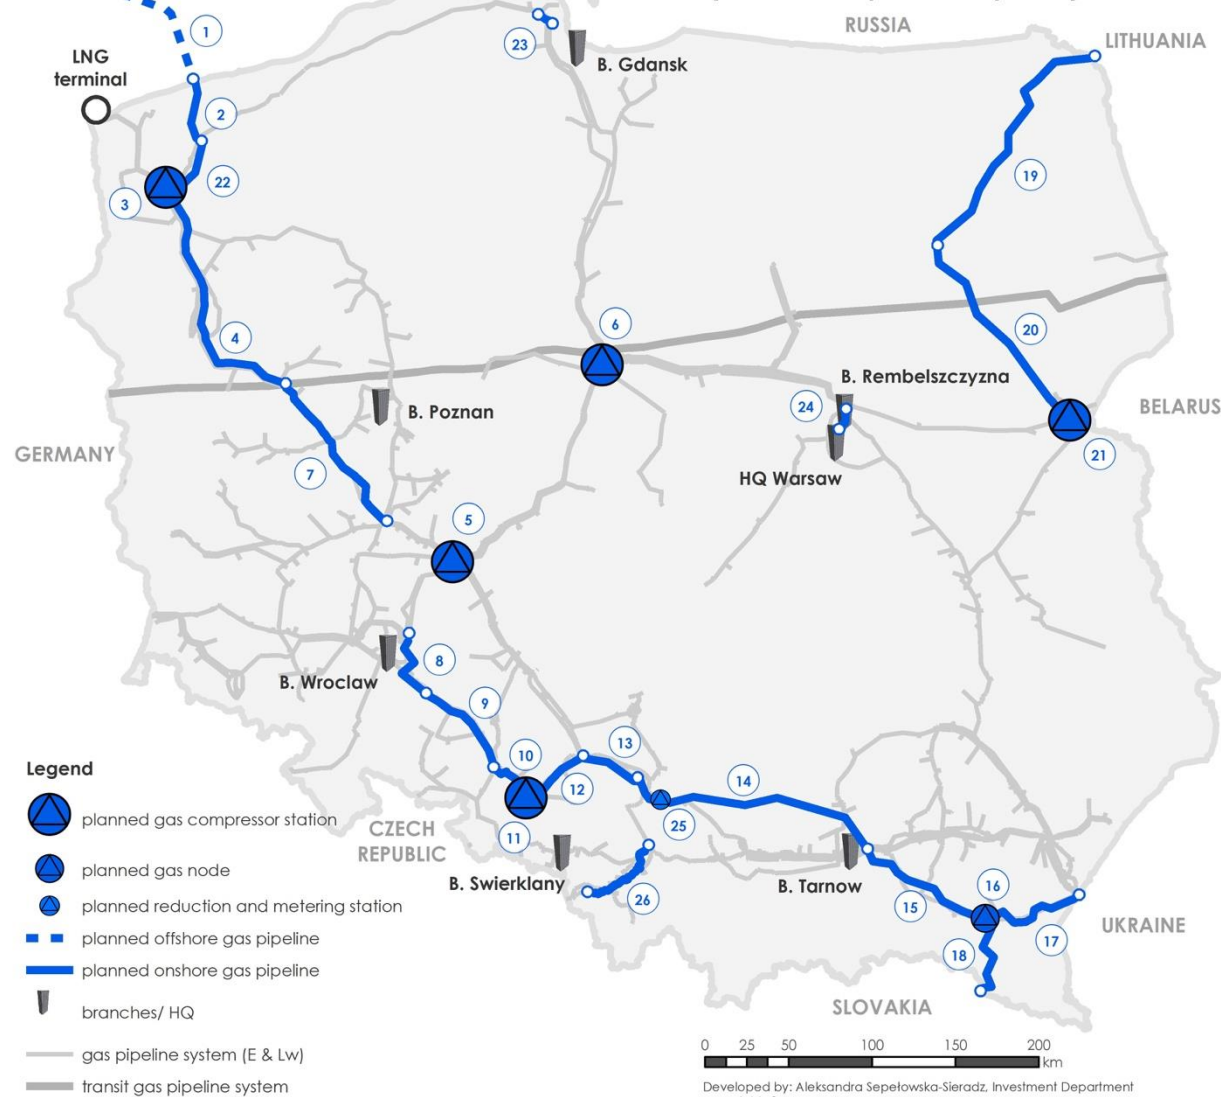 1
RUSSIA
LITHUANIA
23
B. Gdansk
LNG
terminal
2
22
3
19
4
6
20
B. Rembelszczyzna
24
B. Poznan
BELARUS
GERMANY
21
7
HQ Warsaw
5
8
B. Wroclaw
9
10
13
12
14
Legend
planned gas compressor station
CZECH
REPUBLIC
11
25
planned gas node
B. Swierklany
B. Tarnow
16
26
15
planned reduction and metering station
UKRAINE
17
planned offshore gas pipeline
18
planned onshore gas pipeline
SLOVAKIA
branches/ HQ
0 25 50 100 150 200
km
gas pipeline system (E & Lw)
transit gas pipeline system
Developed by: Aleksandra Sepełowska-Sieradz, Investment Department